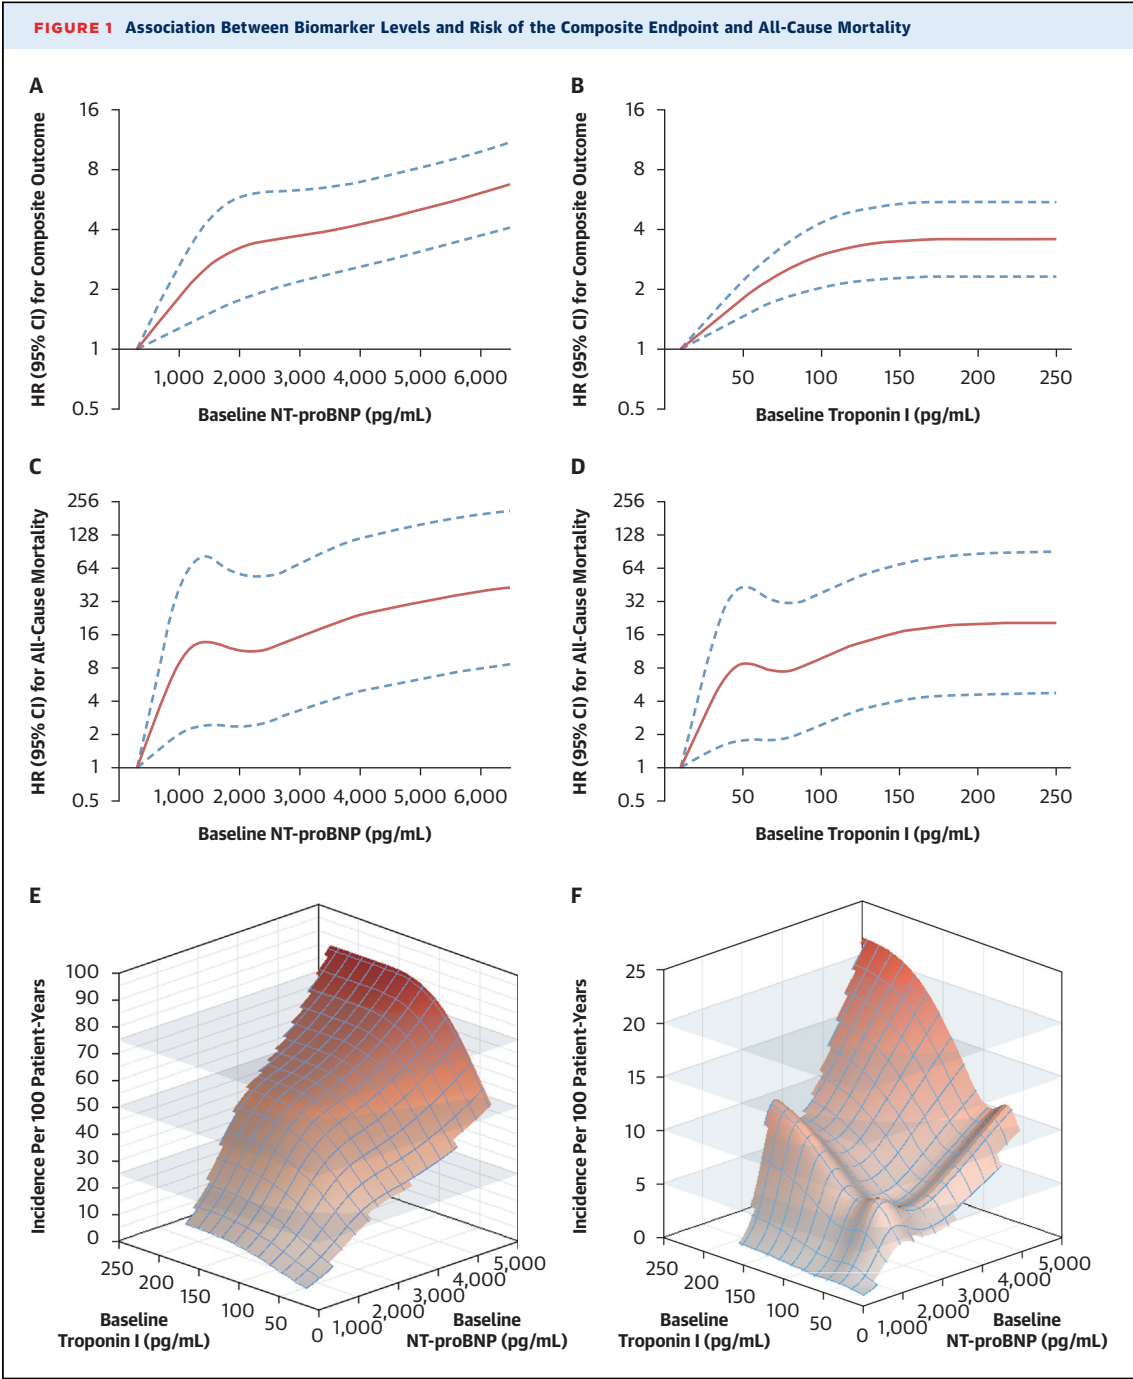 FIGURE 1 Association Between Biomarker Levels and Risk of the Composite Endpoint and All-Cause Mortality
A
HR (95% CI) for Composite Outcome
16
8
4
2
1
0.5
1,000 2,000 3,000 4,000 5,000 6,000
Baseline NT-proBNP (pg/mL)
B
HR (95% CI) for Composite Outcome
16
8
4
2
1
0.5
50 100 150 200 250
Baseline Troponin I (pg/mL)
C
HR (95% CI) for All-Cause Mortality
256
128
64
32
16
8
4
2
1
0.5
1,000 2,000 3,000 4,000 5,000 6,000
Baseline NT-proBNP (pg/mL)
D
HR (95% CI) for All-Cause Mortality
256
128
64
32
16
8
4
2
1
0.5
50 100 150 200 250
Baseline Troponin I (pg/mL)
E
Incidence Per 100 Patient-Years
100
90
80
70
60
50
40
30
20
10
0
250
200
150
100
50
0
Baseline
Troponin I (pg/mL)
1,000
2,000
3,000
4,000
5,000
Baseline
NT-proBNP (pg/mL)
F
Incidence Per 100 Patient-Years
25
20
15
10
5
0
250
200
150
100
50
0
Baseline
Troponin I (pg/mL)
1,000
2,000
3,000
4,000
5,000
Baseline
NT-proBNP (pg/mL)